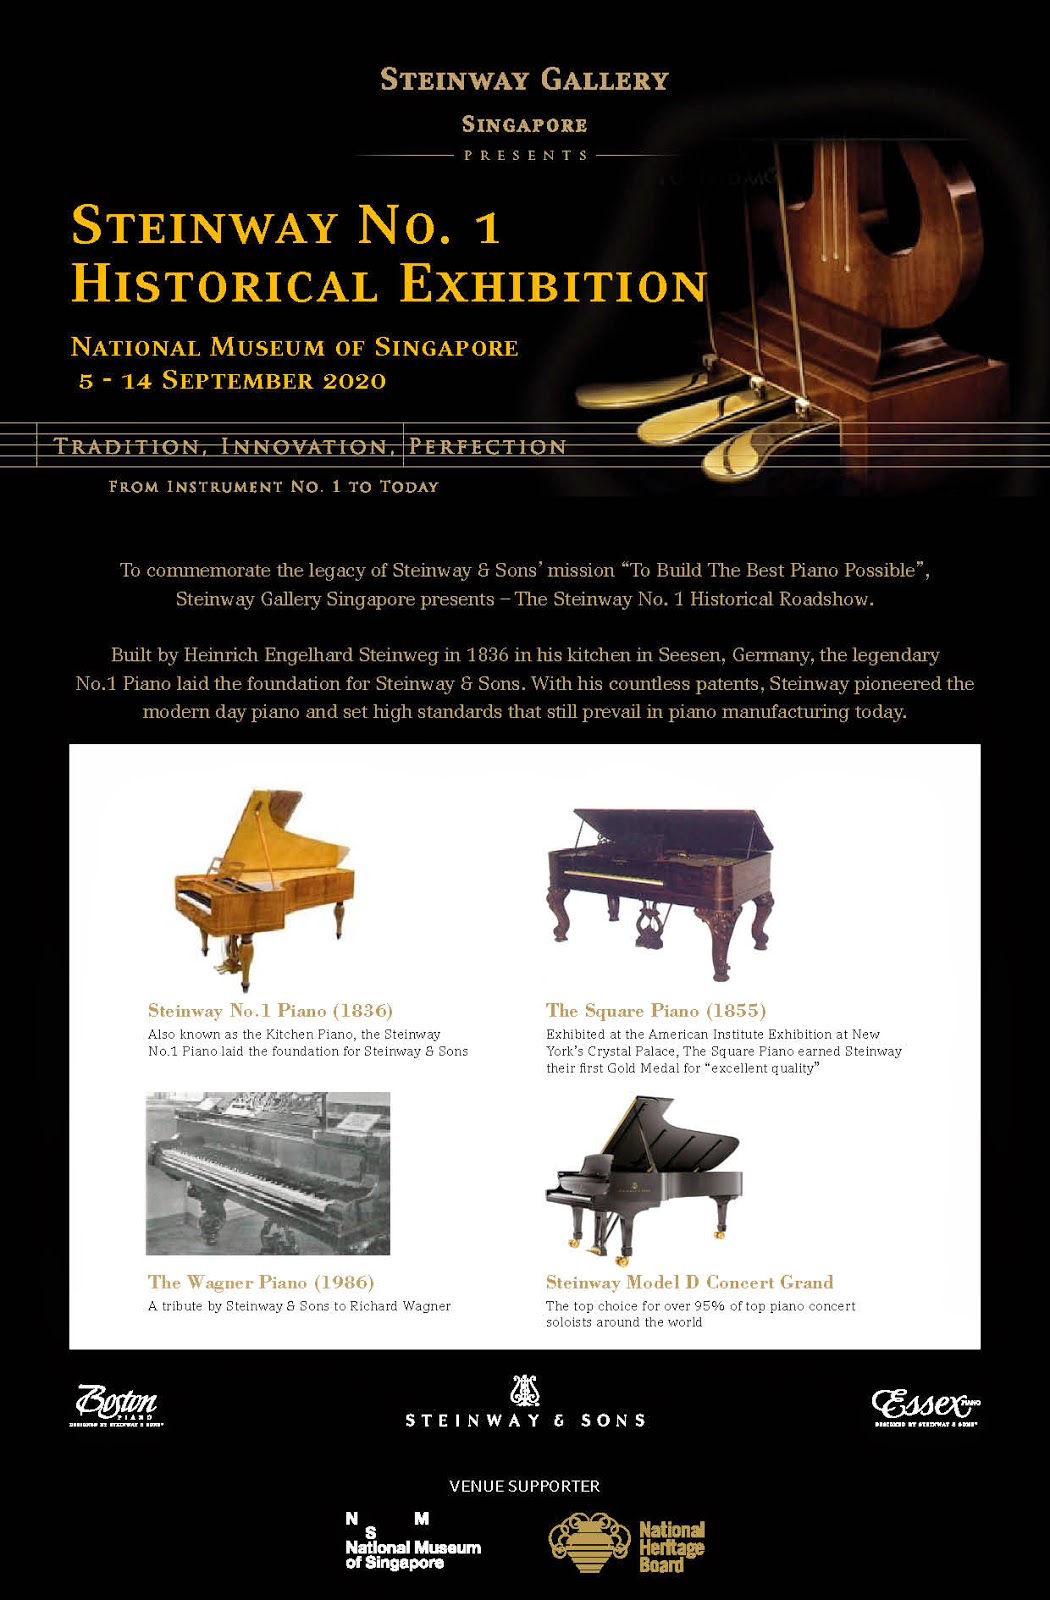 STEINWAY GALLERY
SINGAPORE
PRESENTS
STEINWAY NO. 1
HISTORICAL EXHIBITION
NATIONAL MUSEUM OF SINGAPORE
5 - 14 SEPTEMBER 2020
TRADITION, INNOVATION, PERFECTION
FROM INSTRUMENT NO. 1 TO TODAY
To commemorate the legacy of Steinway & Sons' mission “To Build The Best Piano Possible”,
Steinway Gallery Singapore presents – The Steinway No. 1 Historical Roadshow.
Built by Heinrich Engelhard Steinweg in 1836 in his kitchen in Seesen, Germany, the legendary
No.1 Piano laid the foundation for Steinway & Sons. With his countless patents, Steinway pioneered the
modern day piano and set high standards that still prevail in piano manufacturing today.
Steinway No.1 Piano (1836)
Also known as the Kitchen Piano, the Steinway
No.1 Piano laid the foundation for Steinway & Sons
The Square Piano (1855)
Exhibited at the American Institute Exhibition at New
York's Crystal Palace, The Square Piano earned Steinway
their first Gold Medal for “excellent quality”
The Wagner Piano (1986)
A tribute by Steinway & Sons to Richard Wagner
Steinway Model D Concert Grand
The top choice for over 95% of top piano concert
soloists around the world
Boston
PIANO
DESIGNED BY STEINWAY & SONS
STEINWAY & SONS
Essex PIANO
DESIGNED BY STEINWAY & SONS
VENUE SUPPORTER
N M
S
National Museum
of Singapore
National
Heritage
Board